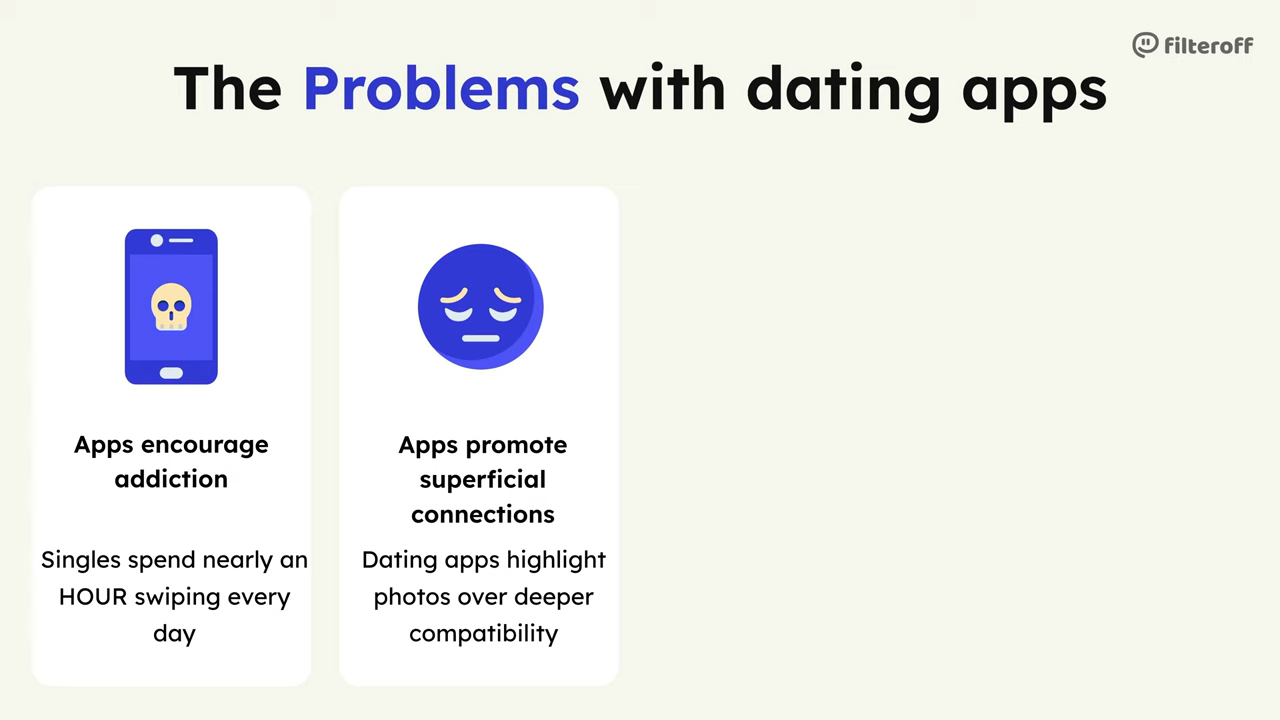 filteroff
The Problems with dating apps
Apps encourage
addiction
Singles spend nearly an
HOUR swiping every
day
Apps promote
superficial
connections
Dating apps highlight
photos over deeper
compatibility